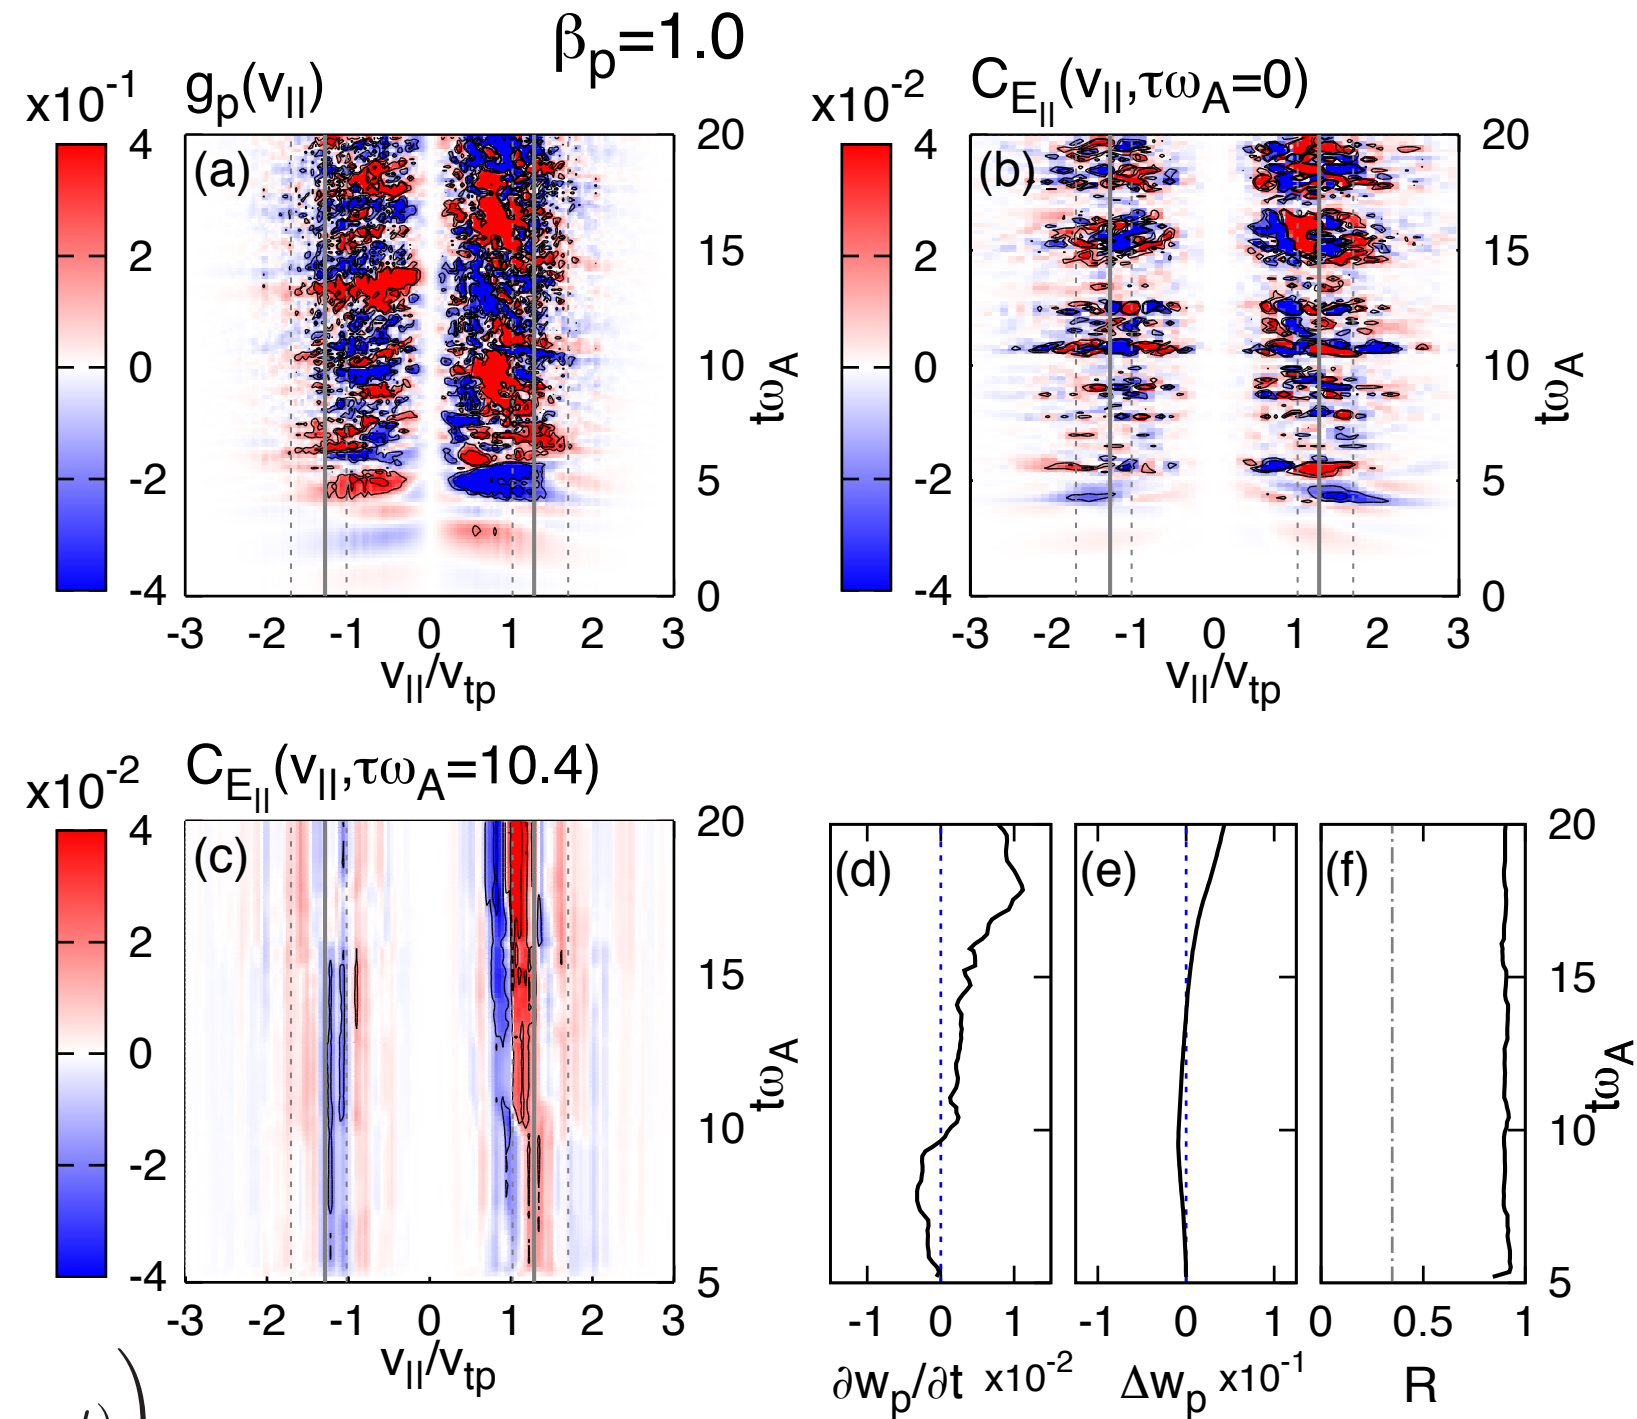 βp=1.0
gp(v||)
x10-1
(a)
4
2
0
-2
-4
20
15
10
5
0
tωA
-3 -2 -1 0 1 2 3
v||/vtp
CE||(v||,τωA=0)
x10-2
(b)
4
2
0
-2
-4
20
15
10
5
0
tωA
-3 -2 -1 0 1 2 3
v||/vtp
CE||(v||,τωA=10.4)
x10-2
(c)
4
2
0
-2
-4
20
15
10
5
tωA
-3 -2 -1 0 1 2 3
v||/vtp
(d) (e) (f)
20
15
10
5
tωA
-1 0 1 -1 0 1 0 0.5 1
∂wp/∂t x10-2 Δwp x10-1 R